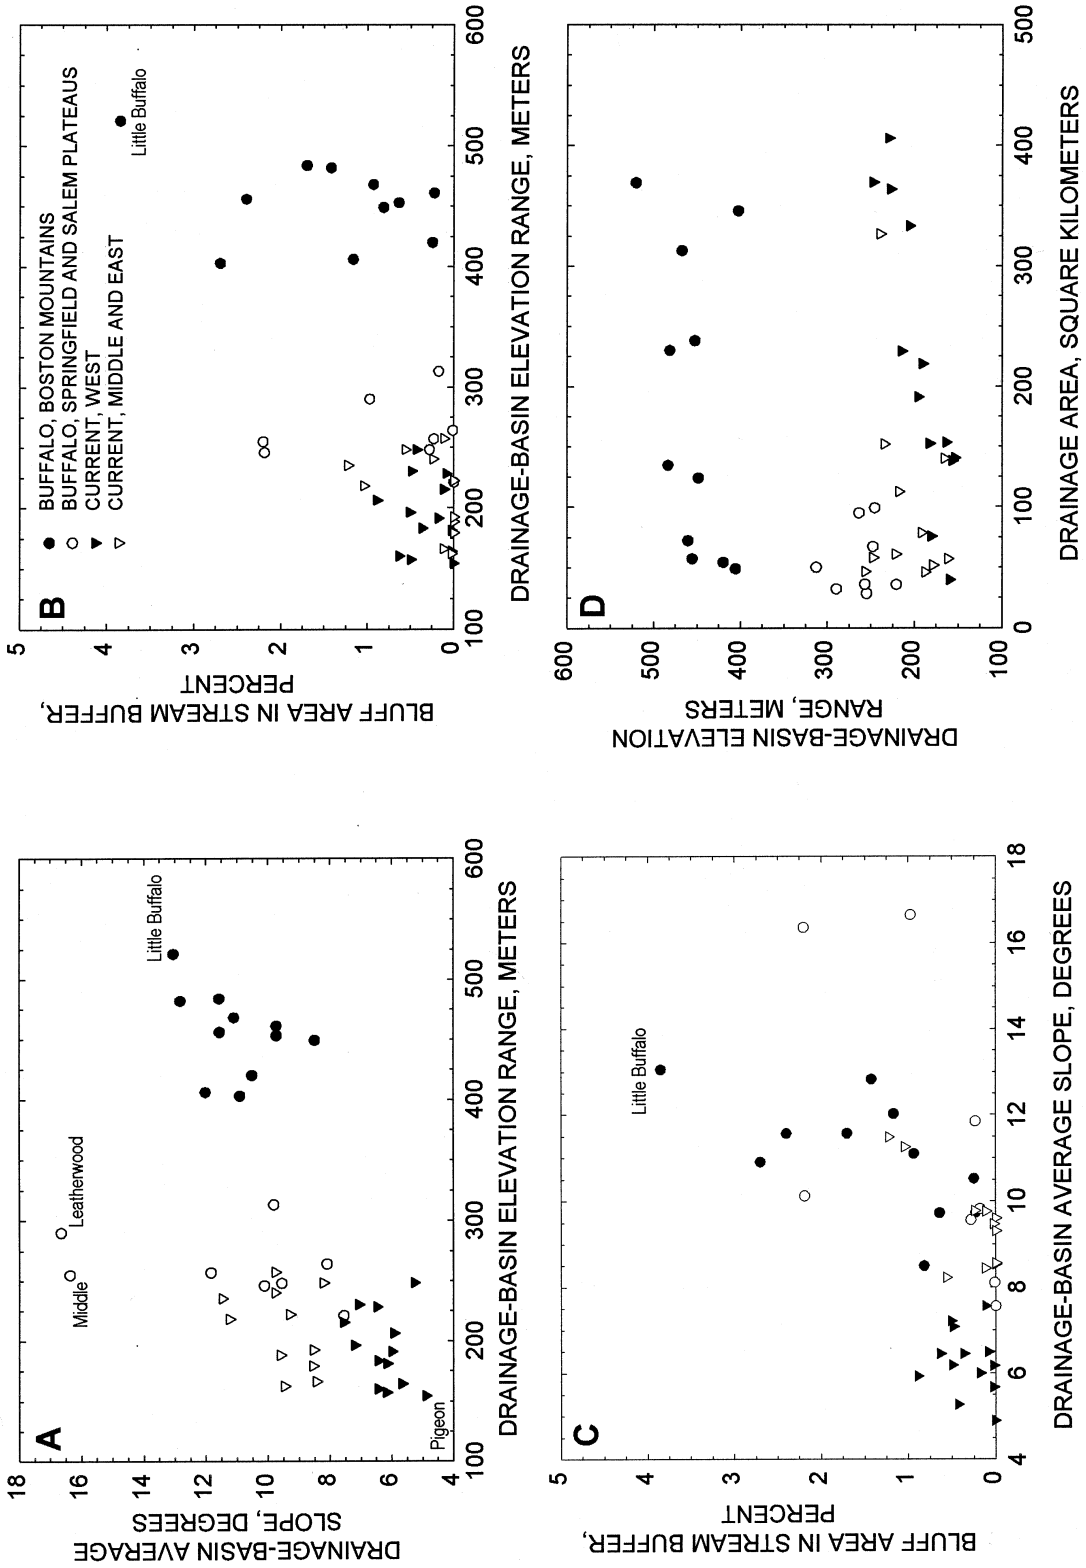 A
18
16
14
12
10
8
6
4
DRAINAGE-BASIN AVERAGE
SLOPE, DEGREES
Middle
Leatherwood
Little Buffalo
Pigeon
100
200
300
400
500
600
DRAINAGE-BASIN ELEVATION RANGE, METERS
B
BUFFALO, BOSTON MOUNTAINS
BUFFALO, SPRINGFIELD AND SALEM PLATEAUS
CURRENT, WEST
CURRENT, MIDDLE AND EAST
Little Buffalo
5
4
3
2
1
0
BLUFF AREA IN STREAM BUFFER,
PERCENT
100
200
300
400
500
600
DRAINAGE-BASIN ELEVATION RANGE, METERS
C
Little Buffalo
5
4
3
2
1
0
BLUFF AREA IN STREAM BUFFER,
PERCENT
4
6
8
10
12
14
16
18
DRAINAGE-BASIN AVERAGE SLOPE, DEGREES
D
600
500
400
300
200
100
DRAINAGE-BASIN ELEVATION
RANGE, METERS
0
100
200
300
400
500
DRAINAGE AREA, SQUARE KILOMETERS